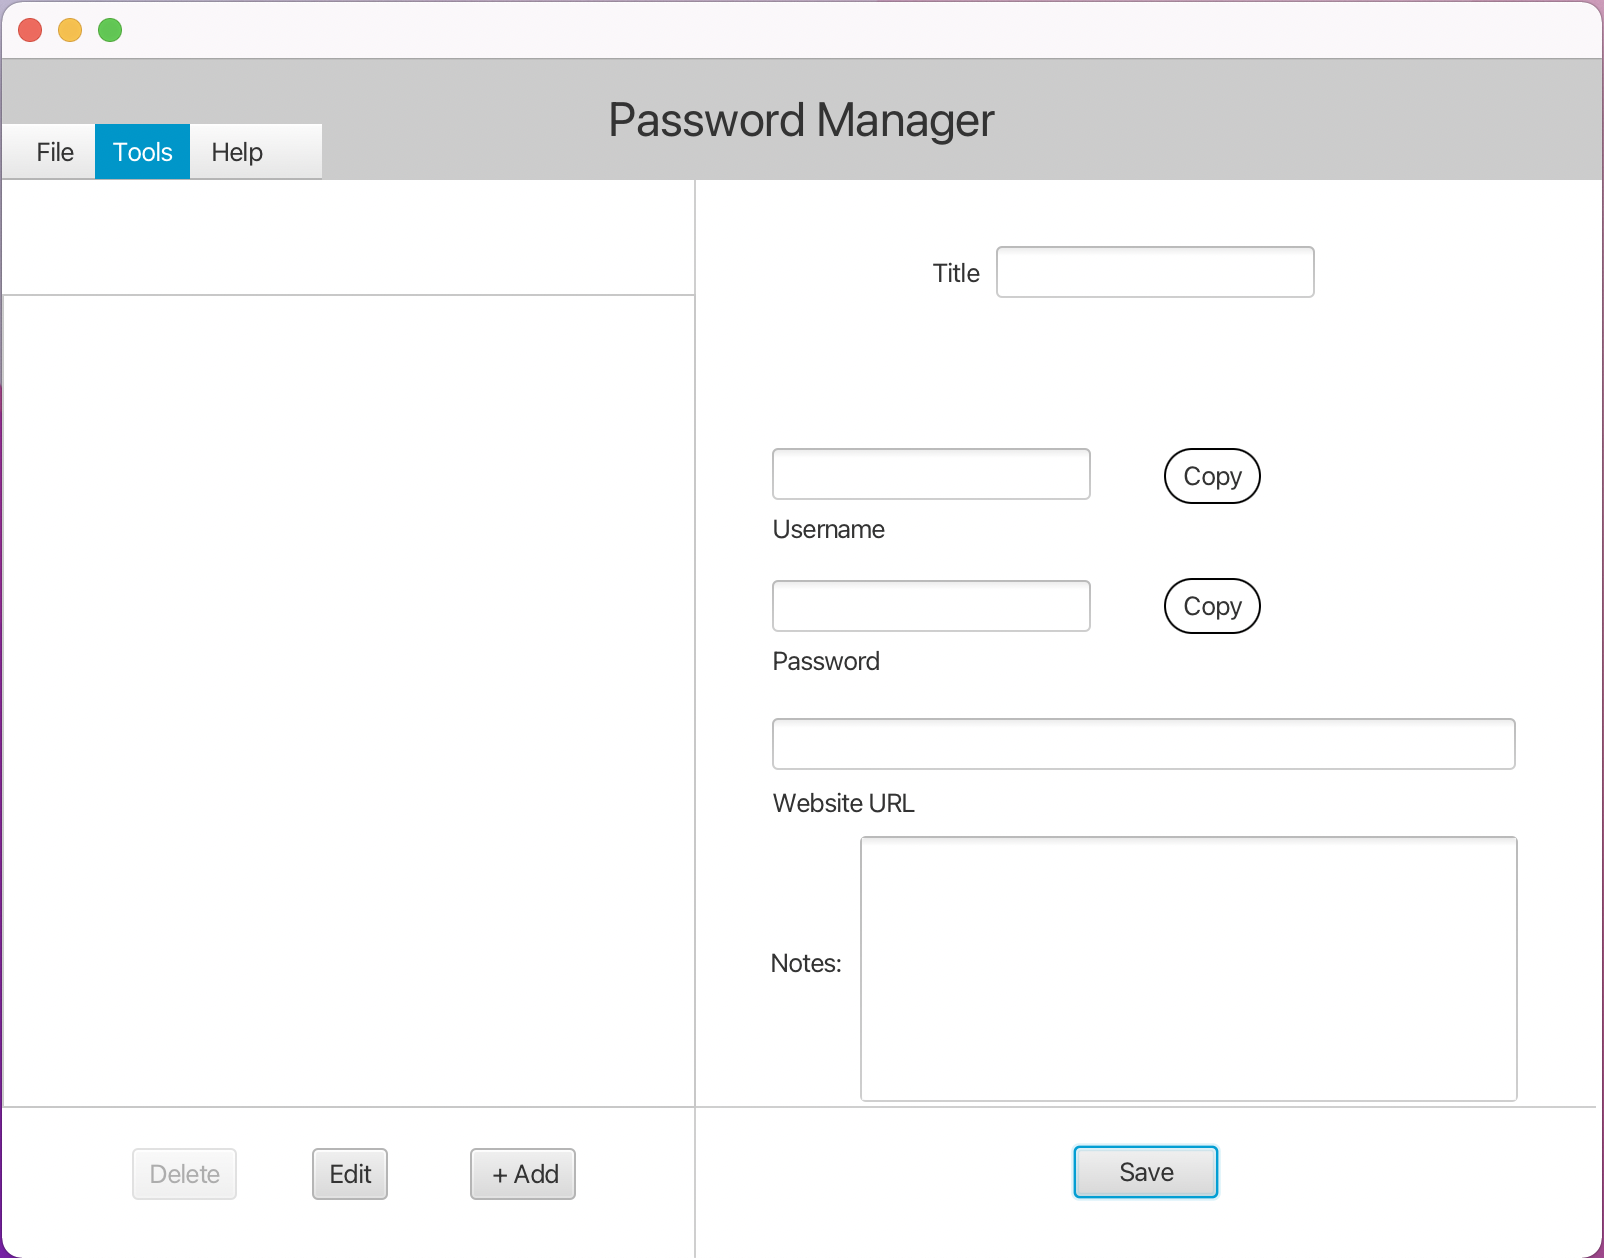 Password Manager
File Tools Help
Title
Copy
Username
Copy
Password
Website URL
Notes:
Delete Edit + Add Save